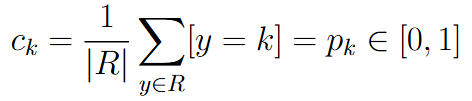 c_k = \frac{1}{|R|} \sum_{y \in R} [y = k] = p_k \in [0, 1]